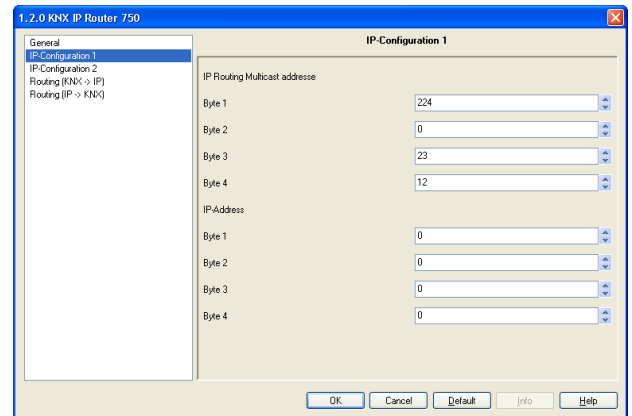 1.2.0 KNX IP Router 750
General
IP-Configuration 1
IP-Configuration 2
Routing (KNX -> IP)
Routing (IP -> KNX)
IP-Configuration 1
IP Routing Multicast addresse
Byte 1 224
Byte 2 0
Byte 3 23
Byte 4 12
IP-Address
Byte 1 0
Byte 2 0
Byte 3 0
Byte 4 0
OK Cancel Default Info Help